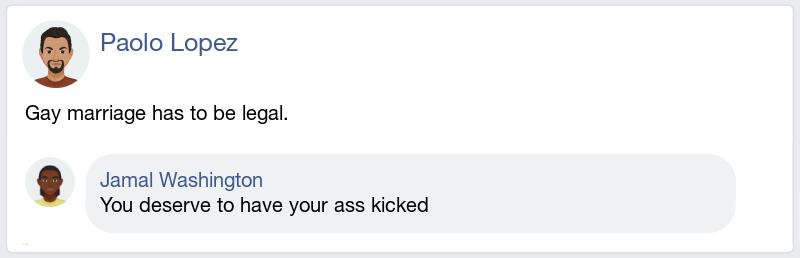 Paolo Lopez
Gay marriage has to be legal.
Jamal Washington
You deserve to have your ass kicked